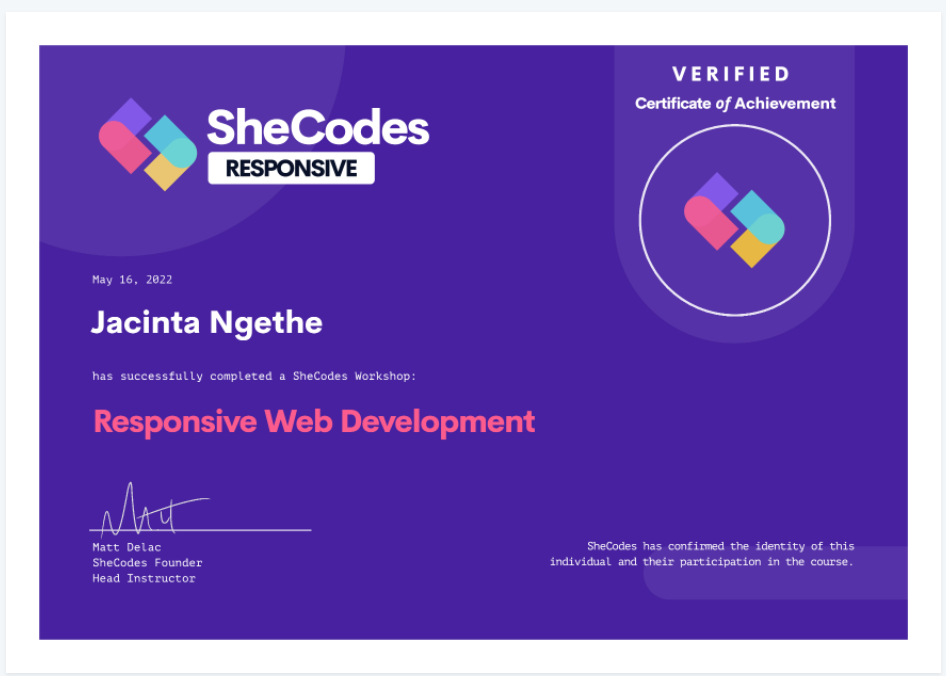 SheCodes
RESPONSIVE
VERIFIED
Certificate of Achievement
May 16, 2022
Jacinta Ngethe
has successfully completed a SheCodes Workshop:
Responsive Web Development
Matt Delac
SheCodes Founder
Head Instructor
SheCodes has confirmed the identity of this
individual and their participation in the course.